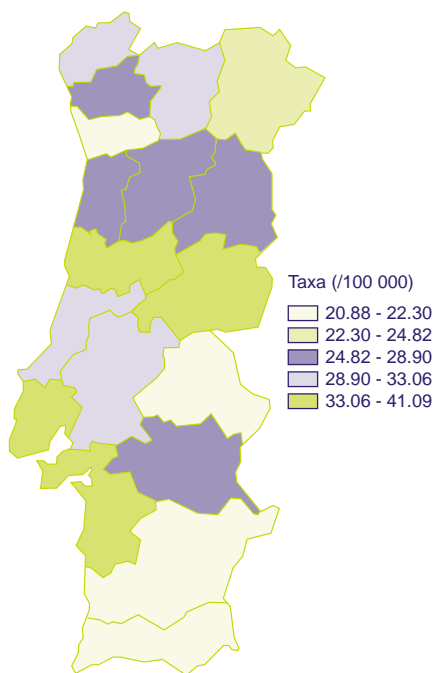 Taxa (/100 000)
20.88 - 22.30
22.30 - 24.82
24.82 - 28.90
28.90 - 33.06
33.06 - 41.09